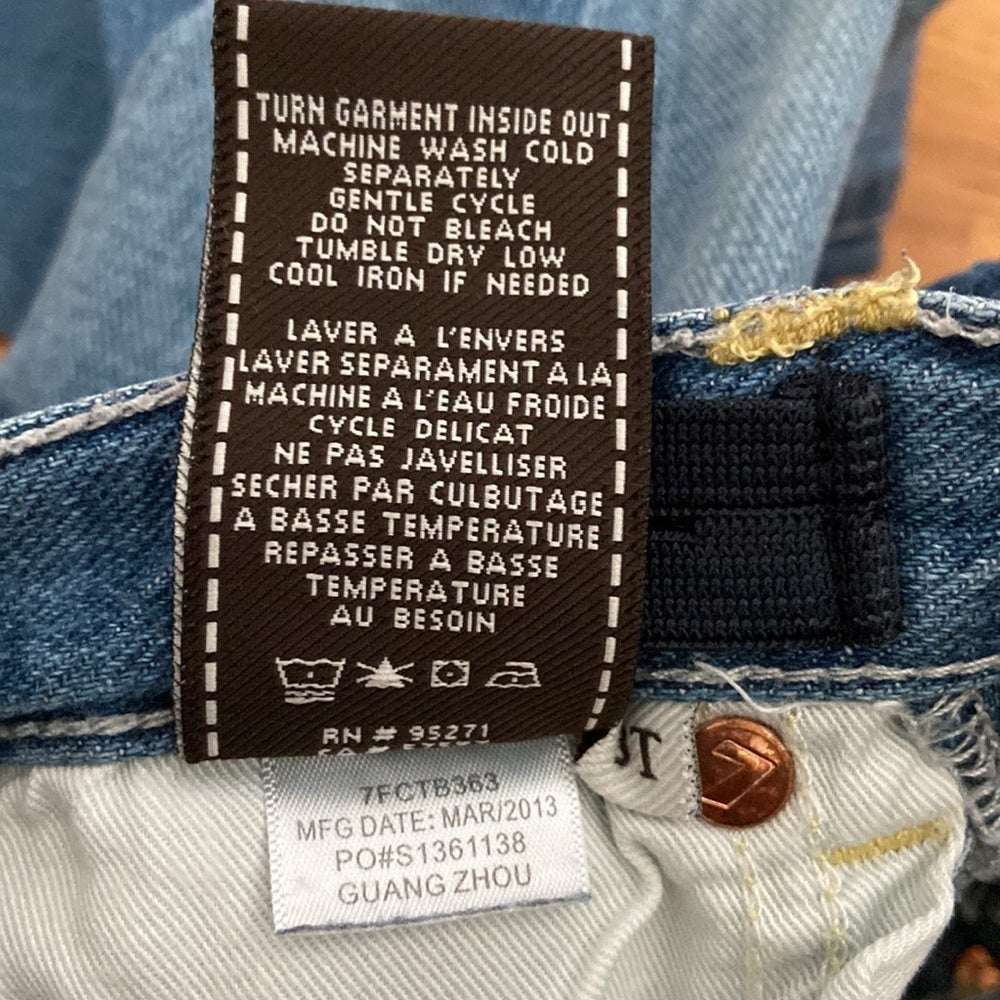 TURN GARMENT INSIDE OUT
MACHINE WASH COLD
SEPARATELY
GENTLE CYCLE
DO NOT BLEACH
TUMBLE DRY LOW
COOL IRON IF NEEDED
LAVER A L'ENVERS
LAVER SEPARAMENT A LA
MACHINE A L'EAU FROIDE
CYCLE DELICAT
NE PAS JAVELLISER
SECHER PAR CULBUTAGE
A BASSE TEMPERATURE
REPASSER A BASSE
TEMPERATURE
AU BESOIN
RN # 95271
7FCTB363
MFG DATE: MAR/2013
PO#S1361138
GUANG ZHOU